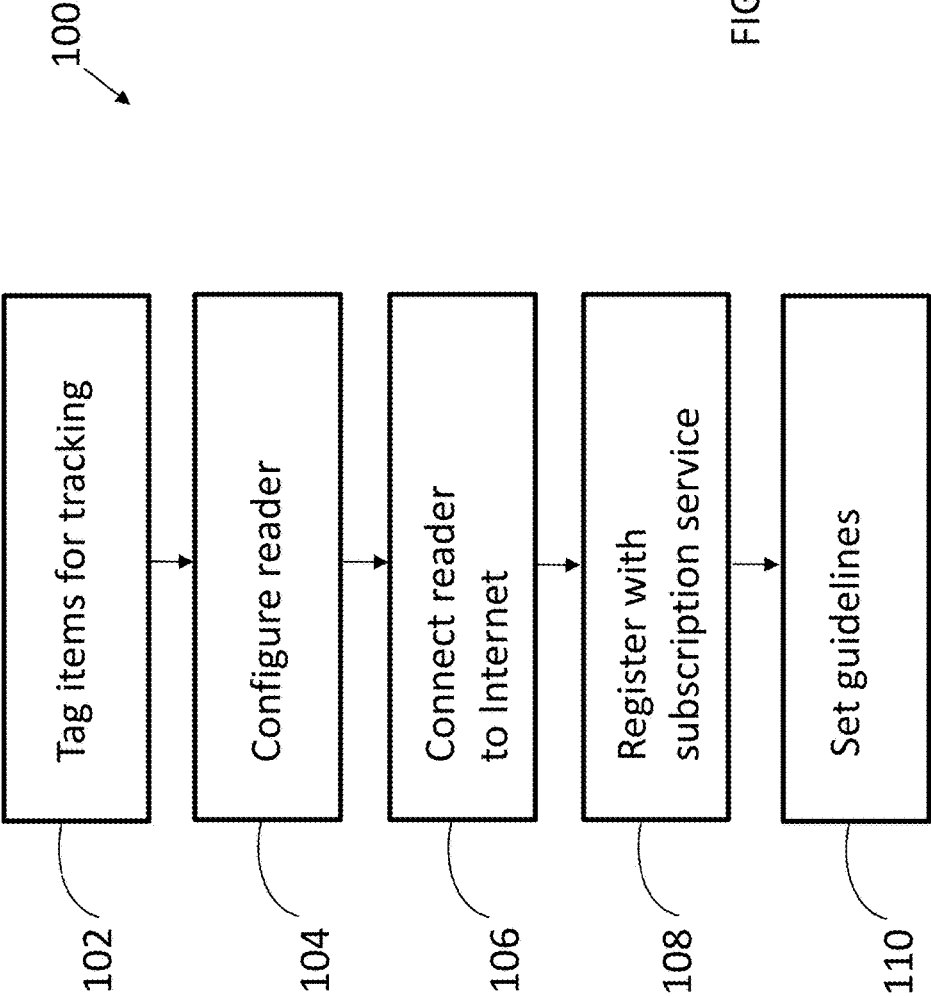 100
102
Tag items for tracking
104
Configure reader
106
Connect reader
to Internet
108
Register with
subscription service
110
Set guidelines